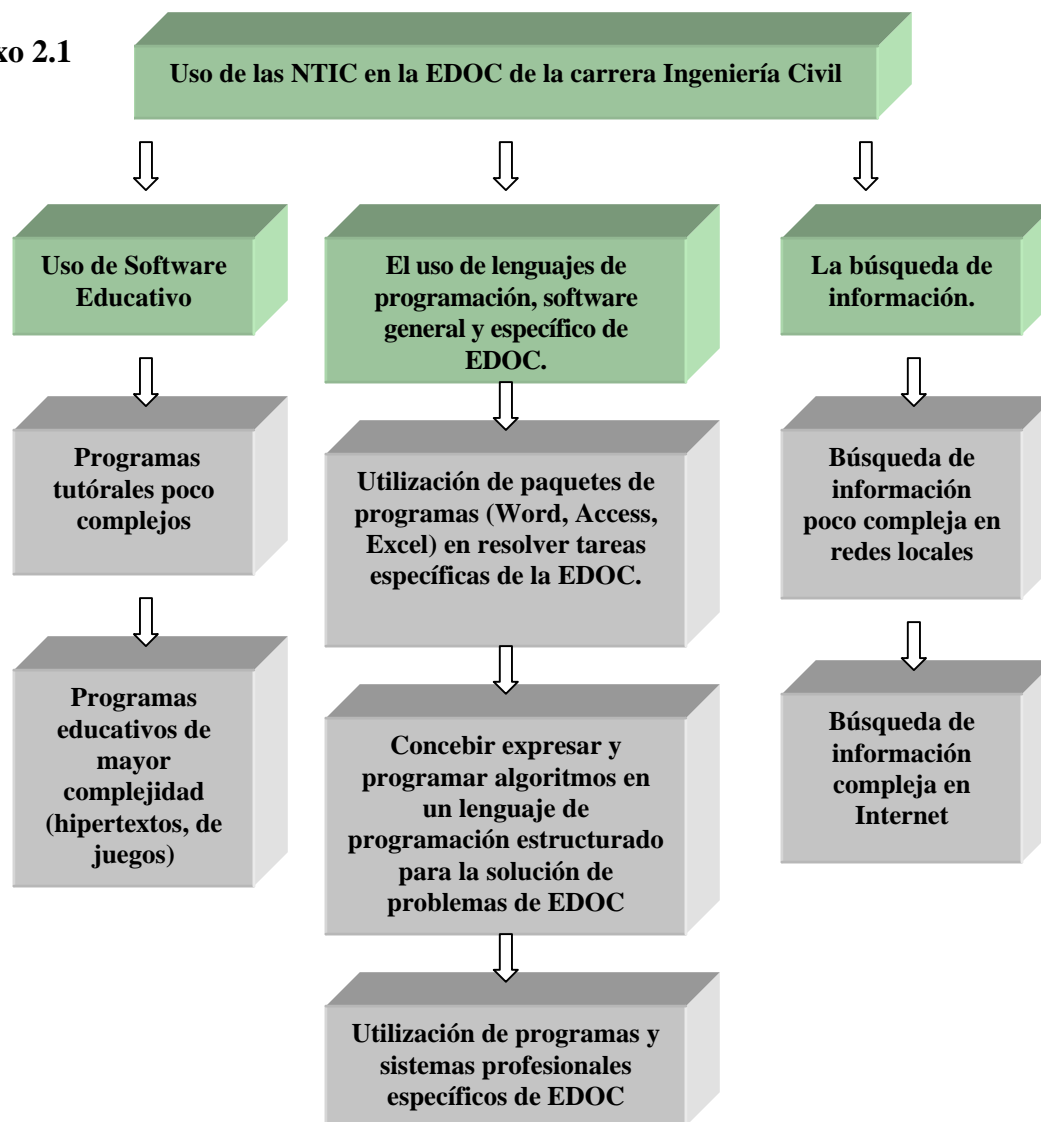 xo 2.1
Uso de las NTIC en la EDOC de la carrera Ingeniería Civil
Uso de Software
Educativo
El uso de lenguajes de
programación, software
general y específico de
EDOC.
La búsqueda de
información.
Programas
tutórales poco
complejos
Utilización de paquetes de
programas (Word, Access,
Excel) en resolver tareas
específicas de la EDOC.
Búsqueda de
información
poco compleja en
redes locales
Programas
educativos de
mayor
complejidad
(hipertextos, de
juegos)
Concebir expresar y
programar algoritmos en
un lenguaje de
programación estructurado
para la solución de
problemas de EDOC
Búsqueda de
información
compleja en
Internet
Utilización de programas y
sistemas profesionales
específicos de EDOC